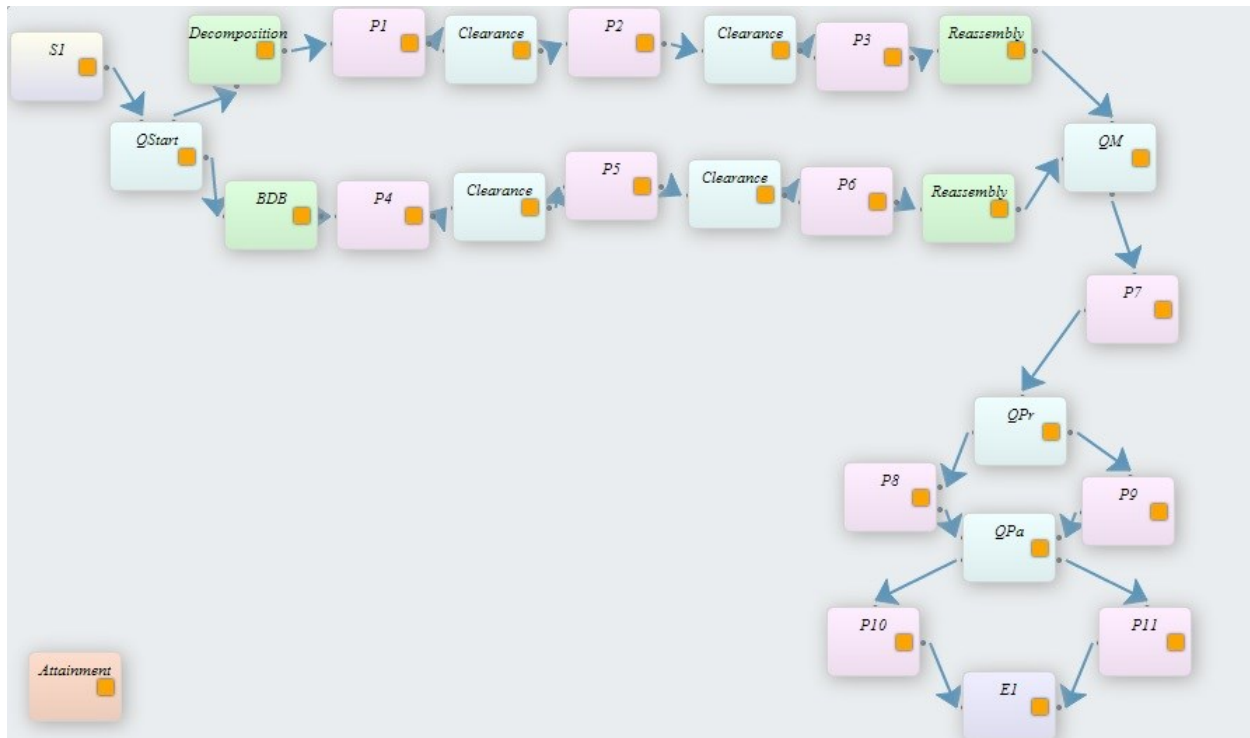 S1
Decomposition
P1
Clearance
P2
Clearance
P3
Reassembly
QStart
QM
BDB
P4
Clearance
P5
Clearance
P6
Reassembly
P7
QPr
P8
P9
QPa
P10
P11
Attainment
E1